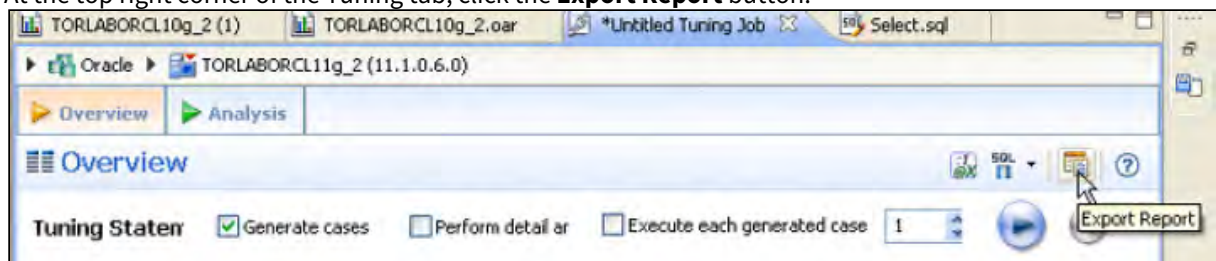 At the top right corner of the Tuning tab, click the Export Report button.
TORLABORCL10g_2 (1) TORLABORCL10g_2.oar *Untitled Tuning Job Select.sql
Oracle TORLABORCL11g_2 (11.1.0.6.0)
Overview Analysis
Overview SQL
Tuning Statem Generate cases Perform detail ar Execute each generated case 1
Export Report